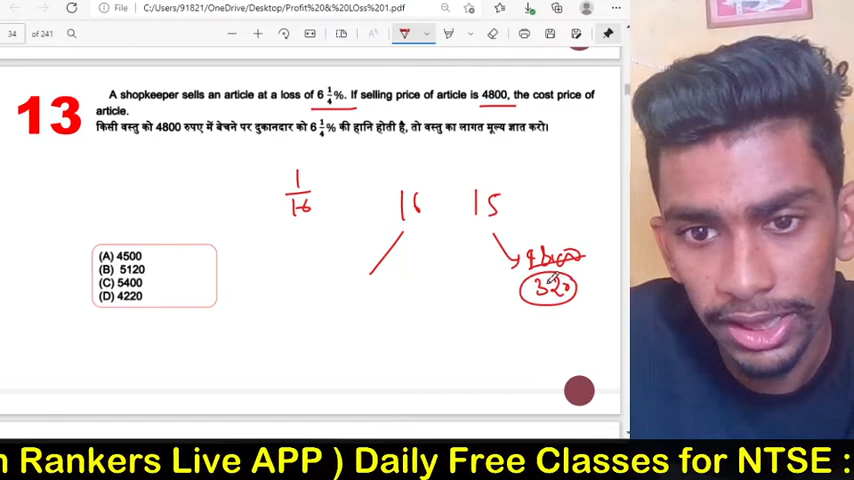 C:/Users/91821/OneDrive/Desktop/Profit%20&%20LOss%201.pdf
34 of 241
13
A shopkeeper sells an article at a loss of 6 1/4%. If selling price of article is 4800, the cost price of
article.
किसी वस्तु को 4800 रुपए में बेचने पर दुकानदार को 6 1/4% की हानि होती है, तो वस्तु का लागत मूल्य ज्ञात करो।
1/16 16 15
320
(A) 4500
(B) 5120
(C) 5400
(D) 4220
Rankers Live APP ) Daily Free Classes for NTSE :